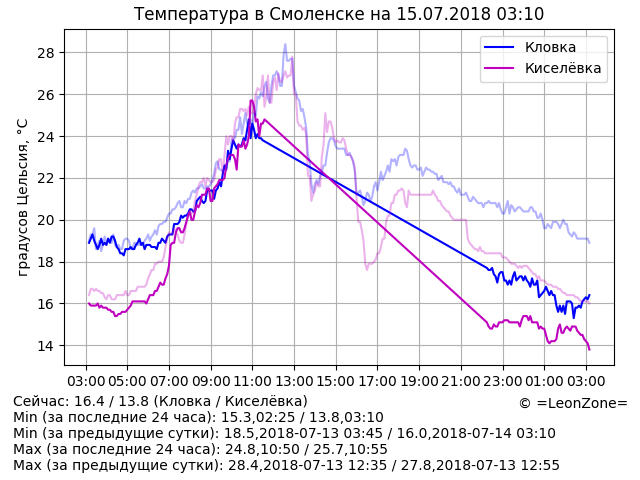 Температура в Смоленске на 15.07.2018 03:10
Кловка
Киселёвка
градусов Цельсия, °C
28
26
24
22
20
18
16
14
03:00 05:00 07:00 09:00 11:00 13:00 15:00 17:00 19:00 21:00 23:00 01:00 03:00
Сейчас: 16.4 / 13.8 (Кловка / Киселёвка)
© =LeonZone=
Min (за последние 24 часа): 15.3,02:25 / 13.8,03:10
Min (за предыдущие сутки): 18.5,2018-07-13 03:45 / 16.0,2018-07-14 03:10
Max (за последние 24 часа): 24.8,10:50 / 25.7,10:55
Max (за предыдущие сутки): 28.4,2018-07-13 12:35 / 27.8,2018-07-13 12:55